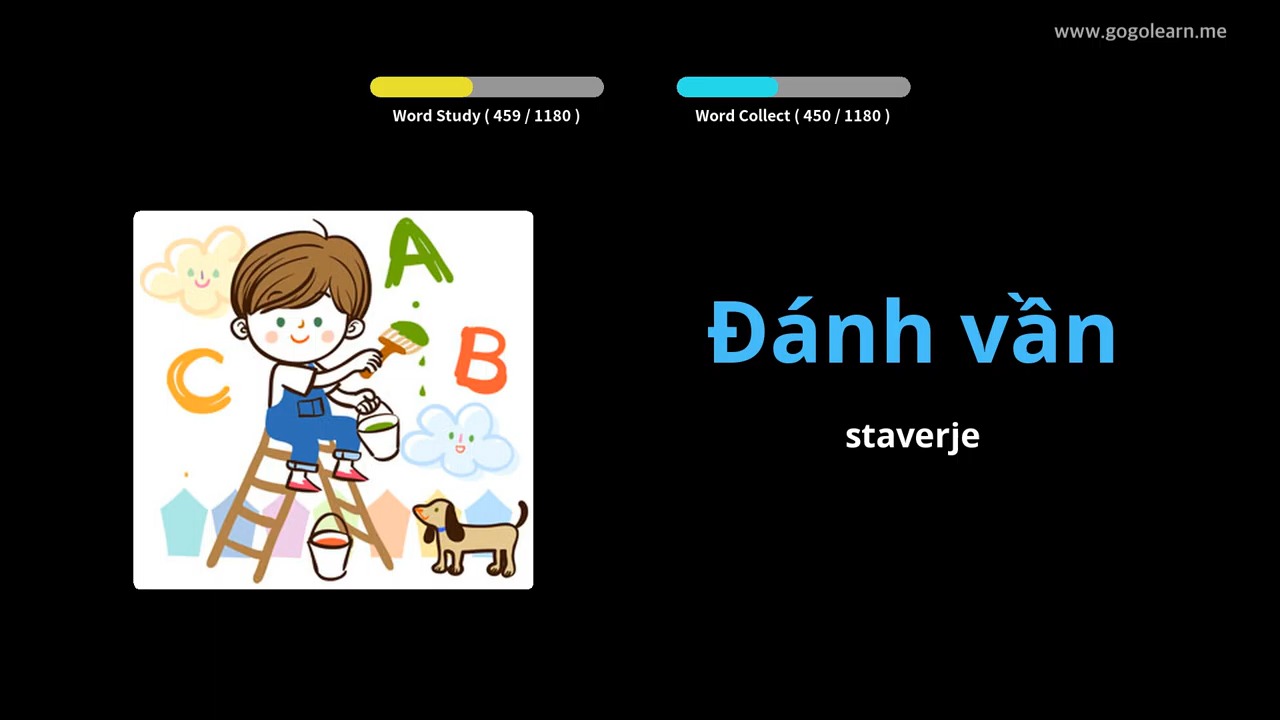 www.gogolearn.me
Word Study ( 459 / 1180 )
Word Collect ( 450 / 1180 )
A
B
C
Đánh vần
staverje